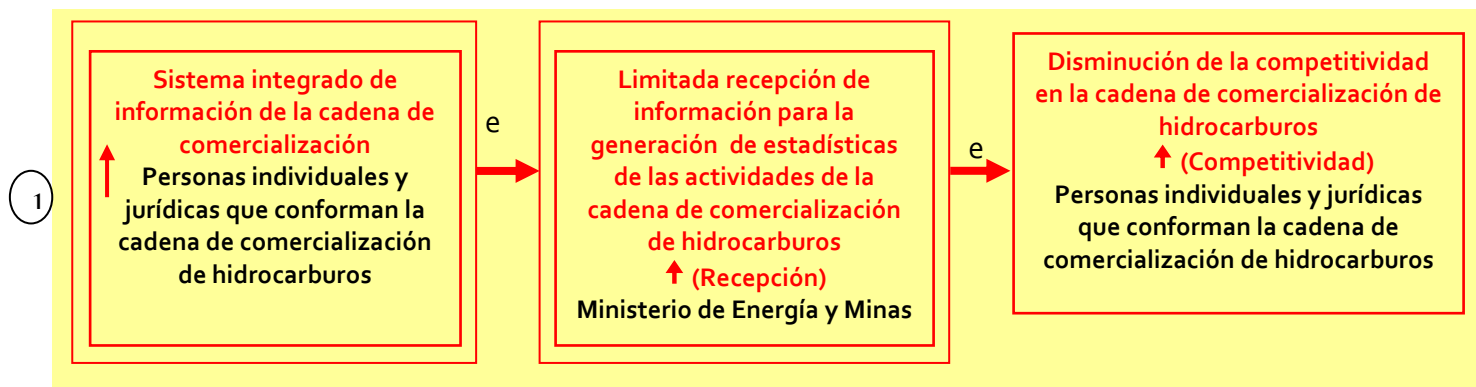 1
Sistema integrado de
información de la cadena de
comercialización
Personas individuales y
jurídicas que conforman la
cadena de comercialización
de hidrocarburos
e
Limitada recepción de
información para la
generación de estadísticas
de las actividades de la
cadena de comercialización
de hidrocarburos
(Recepción)
Ministerio de Energía y Minas
e
Disminución de la competitividad
en la cadena de comercialización de
hidrocarburos
(Competitividad)
Personas individuales y jurídicas
que conforman la cadena de
comercialización de hidrocarburos